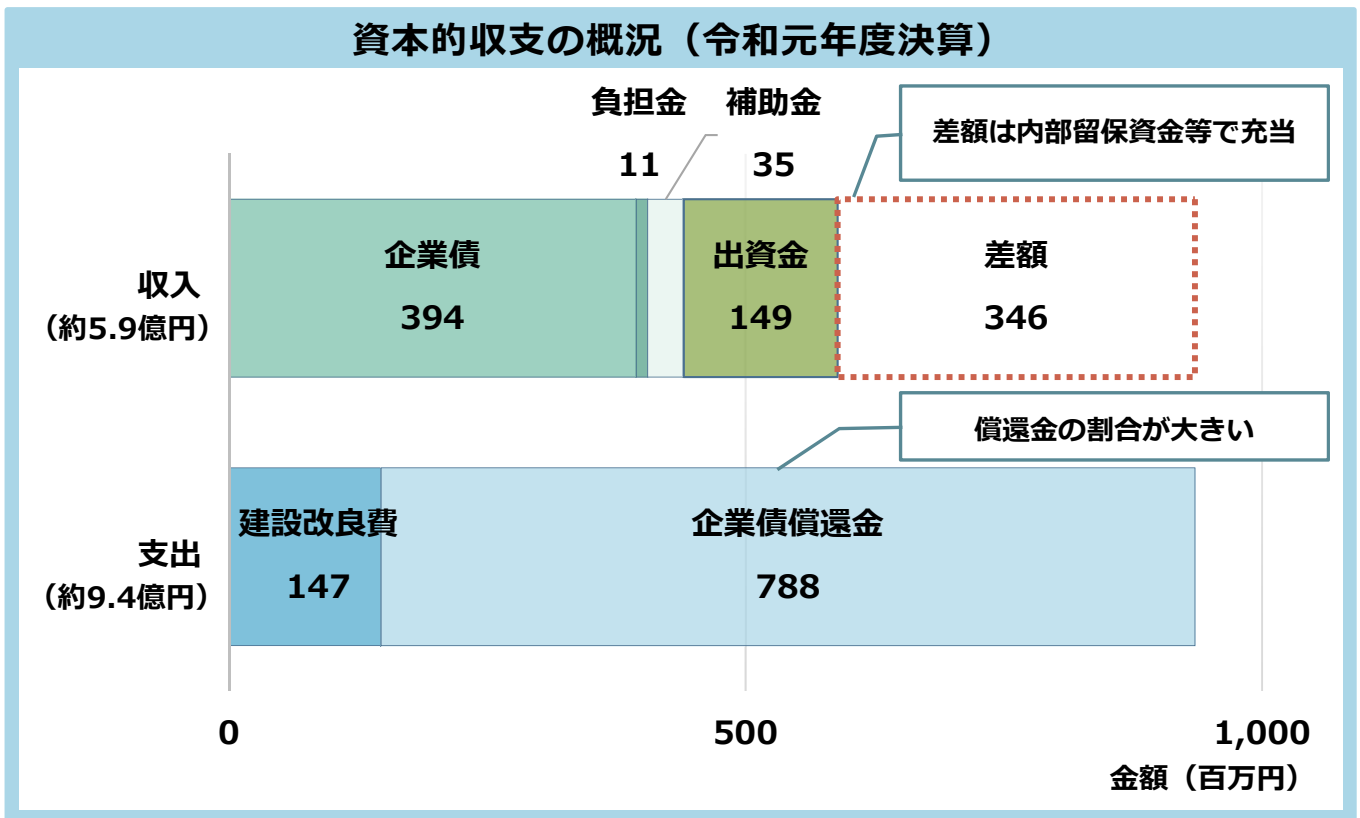 資本的収支の概況（令和元年度決算）
負担金 補助金
11 35
差額は内部留保資金等で充当
収入
（約5.9億円）
企業債
394
出資金
149
差額
346
償還金の割合が大きい
支出
（約9.4億円）
建設改良費
147
企業債償還金
788
0 500 1,000
金額（百万円）